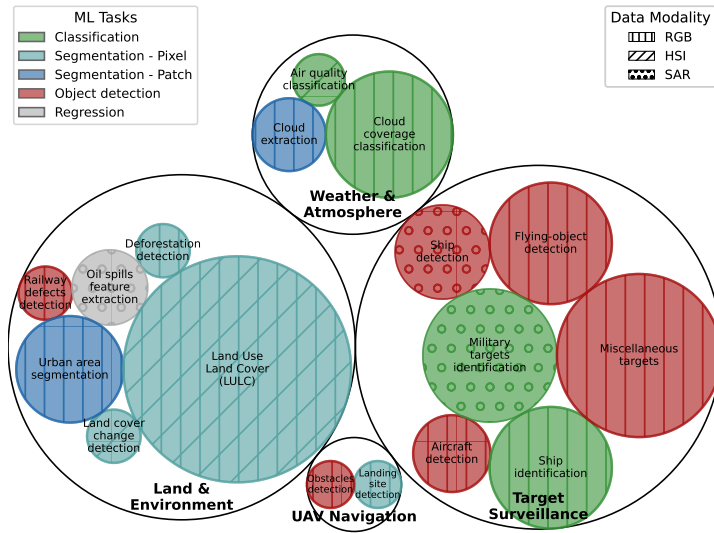 ML Tasks
Classification
Segmentation - Pixel
Segmentation - Patch
Object detection
Regression
Data Modality
RGB
HSI
SAR
Air quality
classification
Cloud
extraction
Cloud
coverage
classification
Weather &
Atmosphere
Deforestation
detection
Oil spills
feature
extraction
Railway
defects
detection
Urban area
segmentation
Land Use
Land Cover
(LULC)
Land cover
change
detection
Land &
Environment
Ship
detection
Flying-object
detection
Military
targets
identification
Miscellaneous
targets
Aircraft
detection
Ship
identification
Target
Surveillance
Obstacles
detection
Landing
site
detection
UAV Navigation